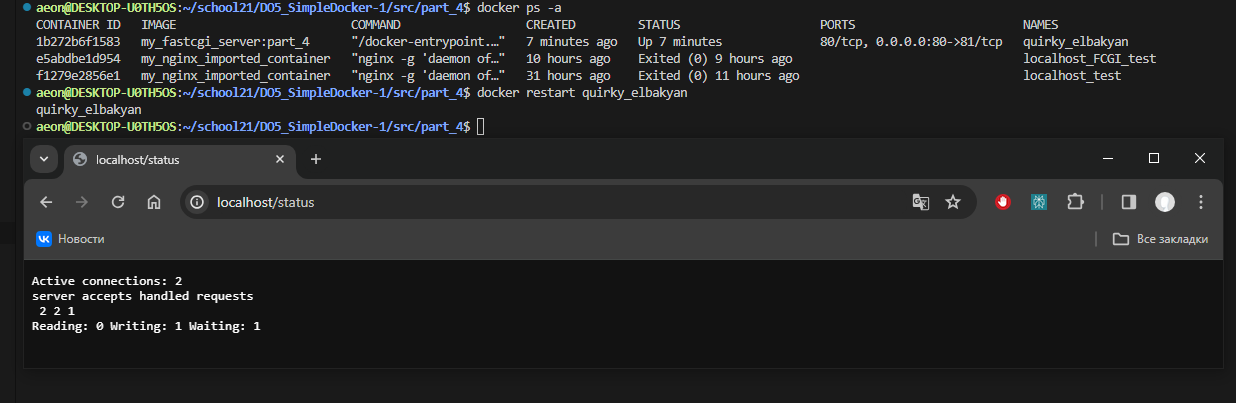 aeon@DESKTOP-U0TH5OS:~/school21/DO5_SimpleDocker-1/src/part_4$ docker ps -a
CONTAINER ID   IMAGE                         COMMAND                  CREATED         STATUS                    PORTS                        NAMES
1b272b6f1583   my_fastcgi_server:part_4      "/docker-entrypoint.…"   7 minutes ago   Up 7 minutes              80/tcp, 0.0.0.0:80->81/tcp   quirky_elbakyan
e5abdbe1d954   my_nginx_imported_container   "nginx -g 'daemon of…"   10 hours ago    Exited (0) 9 hours ago                                 localhost_FCGI_test
f1279e2856e1   my_nginx_imported_container   "nginx -g 'daemon of…"   31 hours ago    Exited (0) 11 hours ago                                localhost_test
aeon@DESKTOP-U0TH5OS:~/school21/DO5_SimpleDocker-1/src/part_4$ docker restart quirky_elbakyan
quirky_elbakyan
aeon@DESKTOP-U0TH5OS:~/school21/DO5_SimpleDocker-1/src/part_4$
localhost/status
localhost/status
Новости
Все закладки
Active connections: 2
server accepts handled requests
2 2 1
Reading: 0 Writing: 1 Waiting: 1